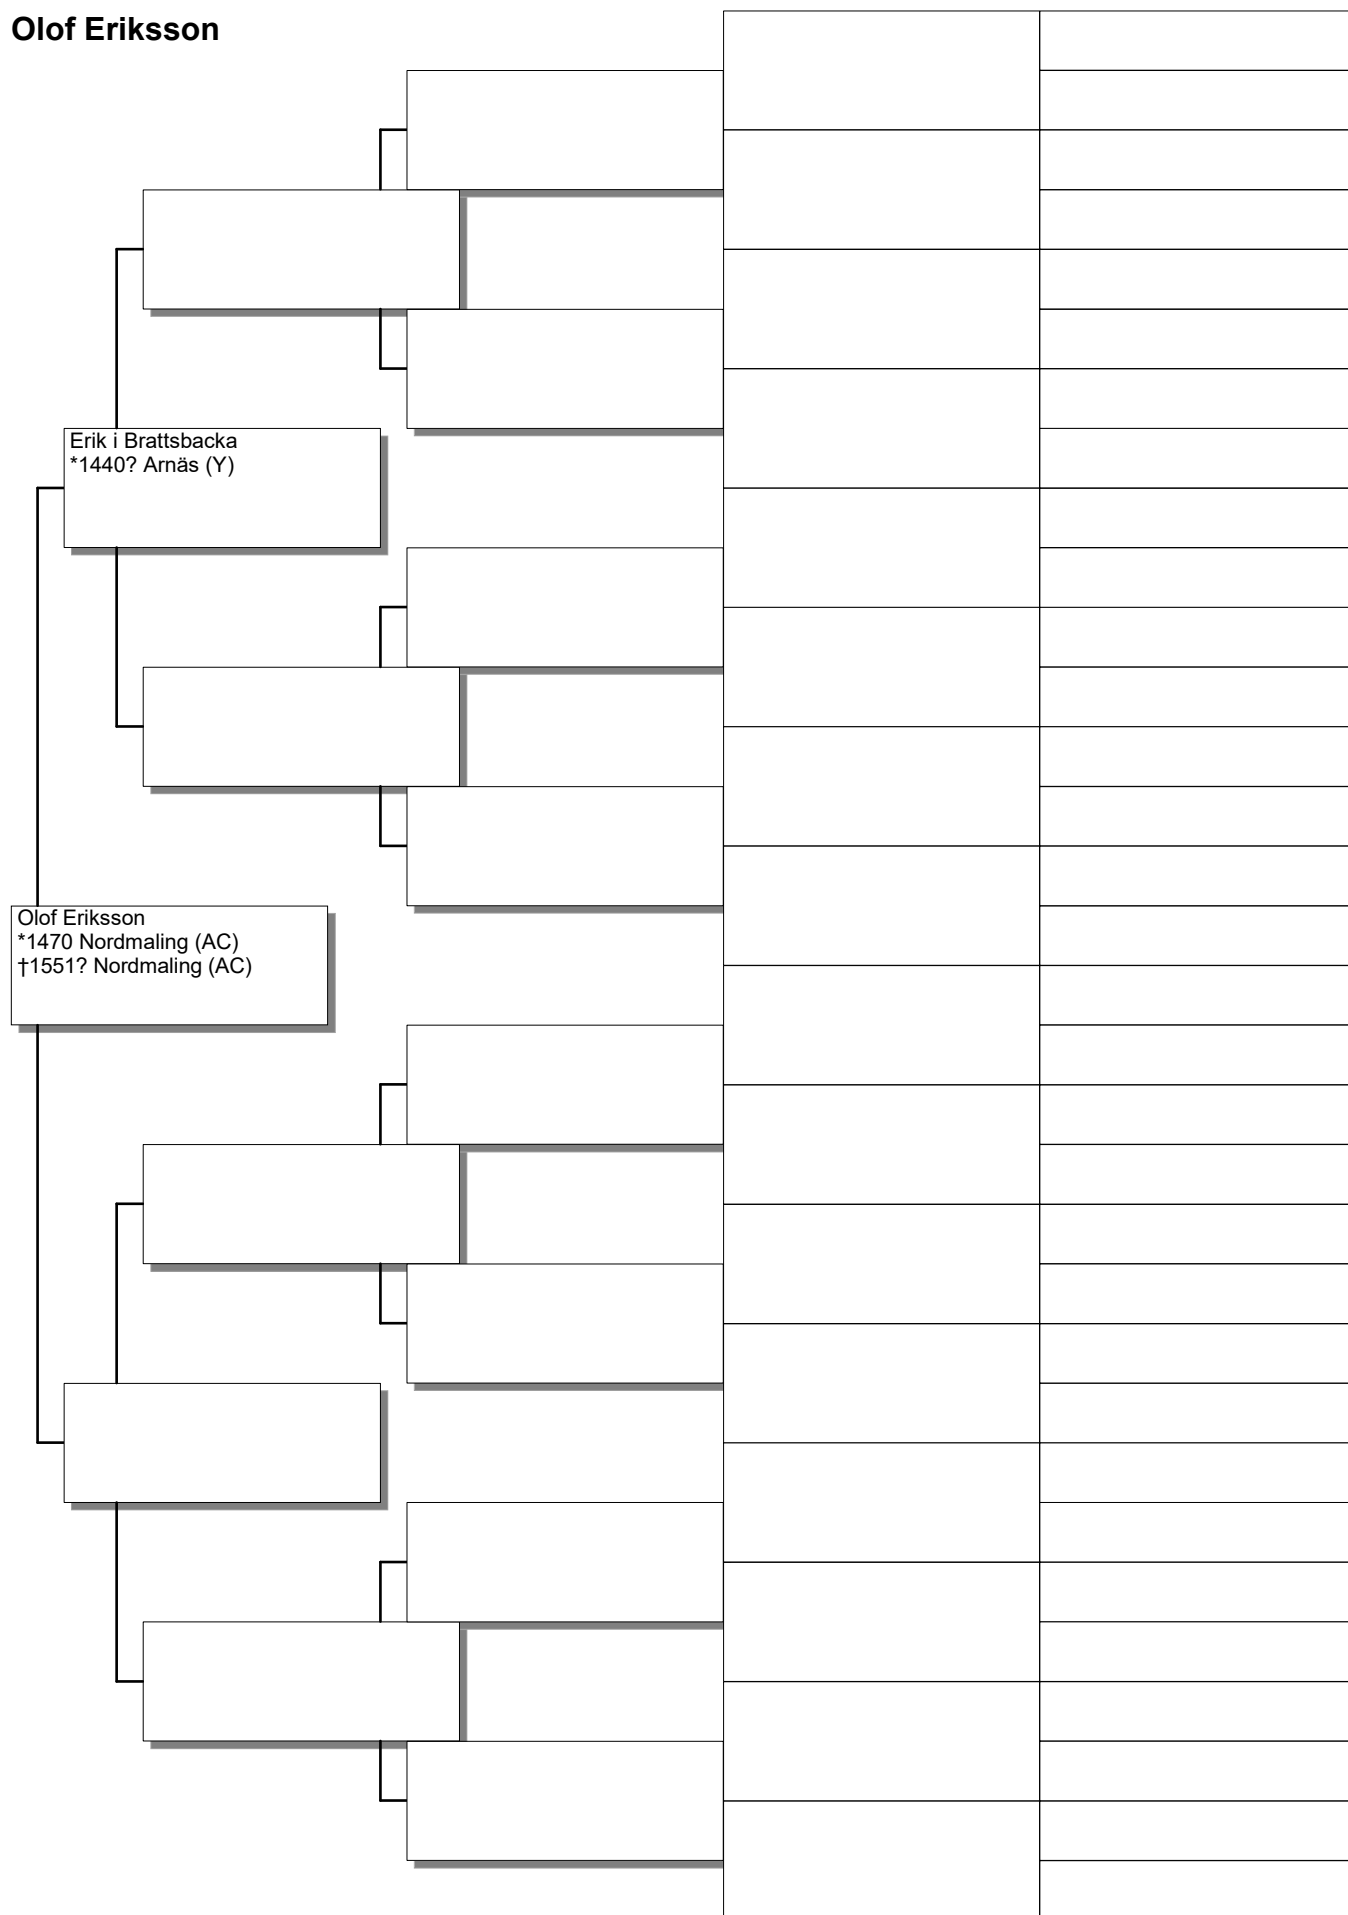 Olof Eriksson
Erik i Brattsbacka
*1440? Arnäs (Y)
Olof Eriksson
*1470 Nordmaling (AC)
†1551? Nordmaling (AC)